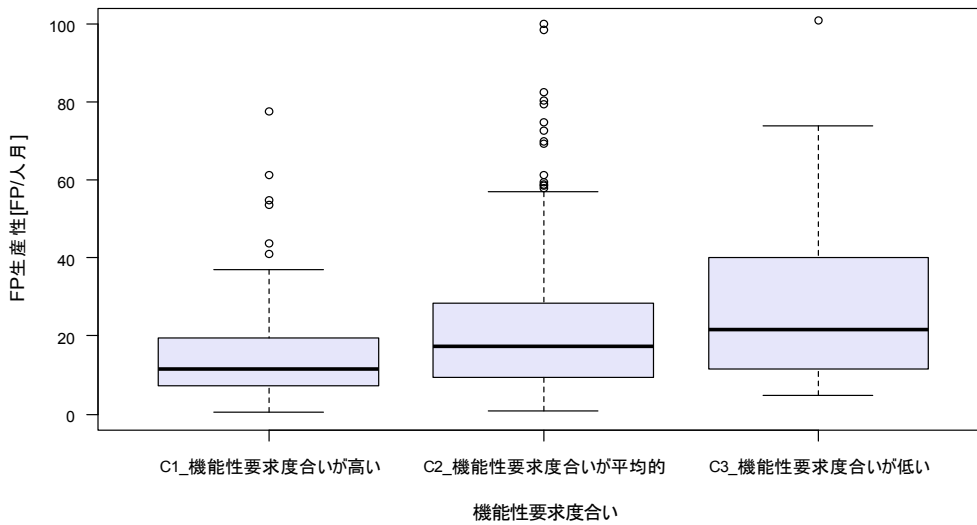 FP生産性[FP/人月]
100
80
60
40
20
0
C1_機能性要求度合いが高い
C2_機能性要求度合いが平均的
C3_機能性要求度合いが低い
機能性要求度合い